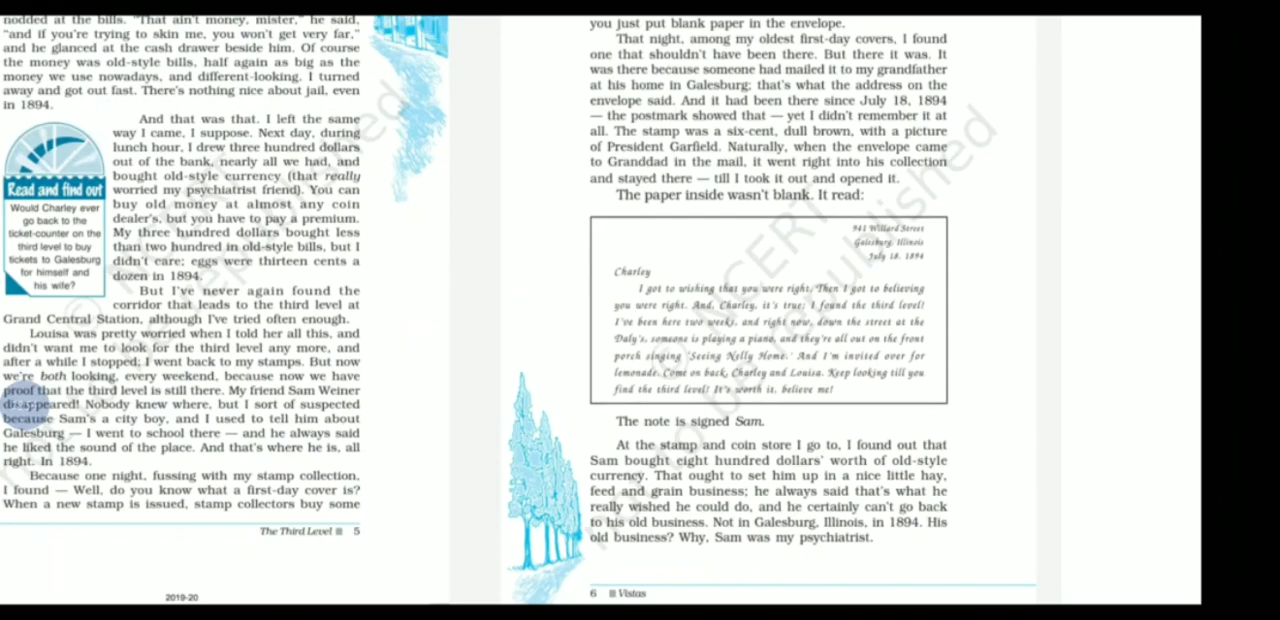 nodded at the bills. "That ain't money, mister," he said,
"and if you're trying to skin me, you won't get very far,"
and he glanced at the cash drawer beside him. Of course
the money was old-style bills, half again as big as the
money we use nowadays, and different-looking. I turned
away and got out fast. There's nothing nice about jail, even
in 1894.
And that was that. I left the same
way I came, I suppose. Next day, during
lunch hour, I drew three hundred dollars
out of the bank, nearly all we had, and
bought old-style currency (that really
worried my psychiatrist friend). You can
buy old money at almost any coin
dealer's, but you have to pay a premium.
My three hundred dollars bought less
than two hundred in old-style bills, but I
didn't care; eggs were thirteen cents a
dozen in 1894.
Read and find out
Would Charley ever
go back to the
ticket-counter on the
third level to buy
tickets to Galesburg
for himself and
his wife?
But I've never again found the
corridor that leads to the third level at
Grand Central Station, although I've tried often enough.
Louisa was pretty worried when I told her all this, and
didn't want me to look for the third level any more, and
after a while I stopped; I went back to my stamps. But now
we're both looking, every weekend, because now we have
proof that the third level is still there. My friend Sam Weiner
disappeared! Nobody knew where, but I sort of suspected
because Sam's a city boy, and I used to tell him about
Galesburg — I went to school there — and he always said
he liked the sound of the place. And that's where he is, all
right. In 1894.
Because one night, fussing with my stamp collection,
I found — Well, do you know what a first-day cover is?
When a new stamp is issued, stamp collectors buy some
The Third Level 5
2019-20
you just put blank paper in the envelope.
That night, among my oldest first-day covers, I found
one that shouldn't have been there. But there it was. It
was there because someone had mailed it to my grandfather
at his home in Galesburg; that's what the address on the
envelope said. And it had been there since July 18, 1894
— the postmark showed that — yet I didn't remember it at
all. The stamp was a six-cent, dull brown, with a picture
of President Garfield. Naturally, when the envelope came
to Granddad in the mail, it went right into his collection
and stayed there — till I took it out and opened it.
The paper inside wasn't blank. It read:
941 Willard Street
Galesburg, Illinois
July 18, 1894
Charley
I got to wishing that you were right. Then I got to believing
you were right. And, Charley, it's true; I found the third level!
I've been here two weeks, and right now, down the street at the
Daly's, someone is playing a piano, and they're all out on the front
porch singing 'Seeing Nelly Home.' And I'm invited over for
lemonade. Come on back, Charley and Louisa. Keep looking till you
find the third level! It's worth it, believe me!
The note is signed Sam.
At the stamp and coin store I go to, I found out that
Sam bought eight hundred dollars' worth of old-style
currency. That ought to set him up in a nice little hay,
feed and grain business; he always said that's what he
really wished he could do, and he certainly can't go back
to his old business. Not in Galesburg, Illinois, in 1894. His
old business? Why, Sam was my psychiatrist.
6 Vistas
© NCERT
not to be republished